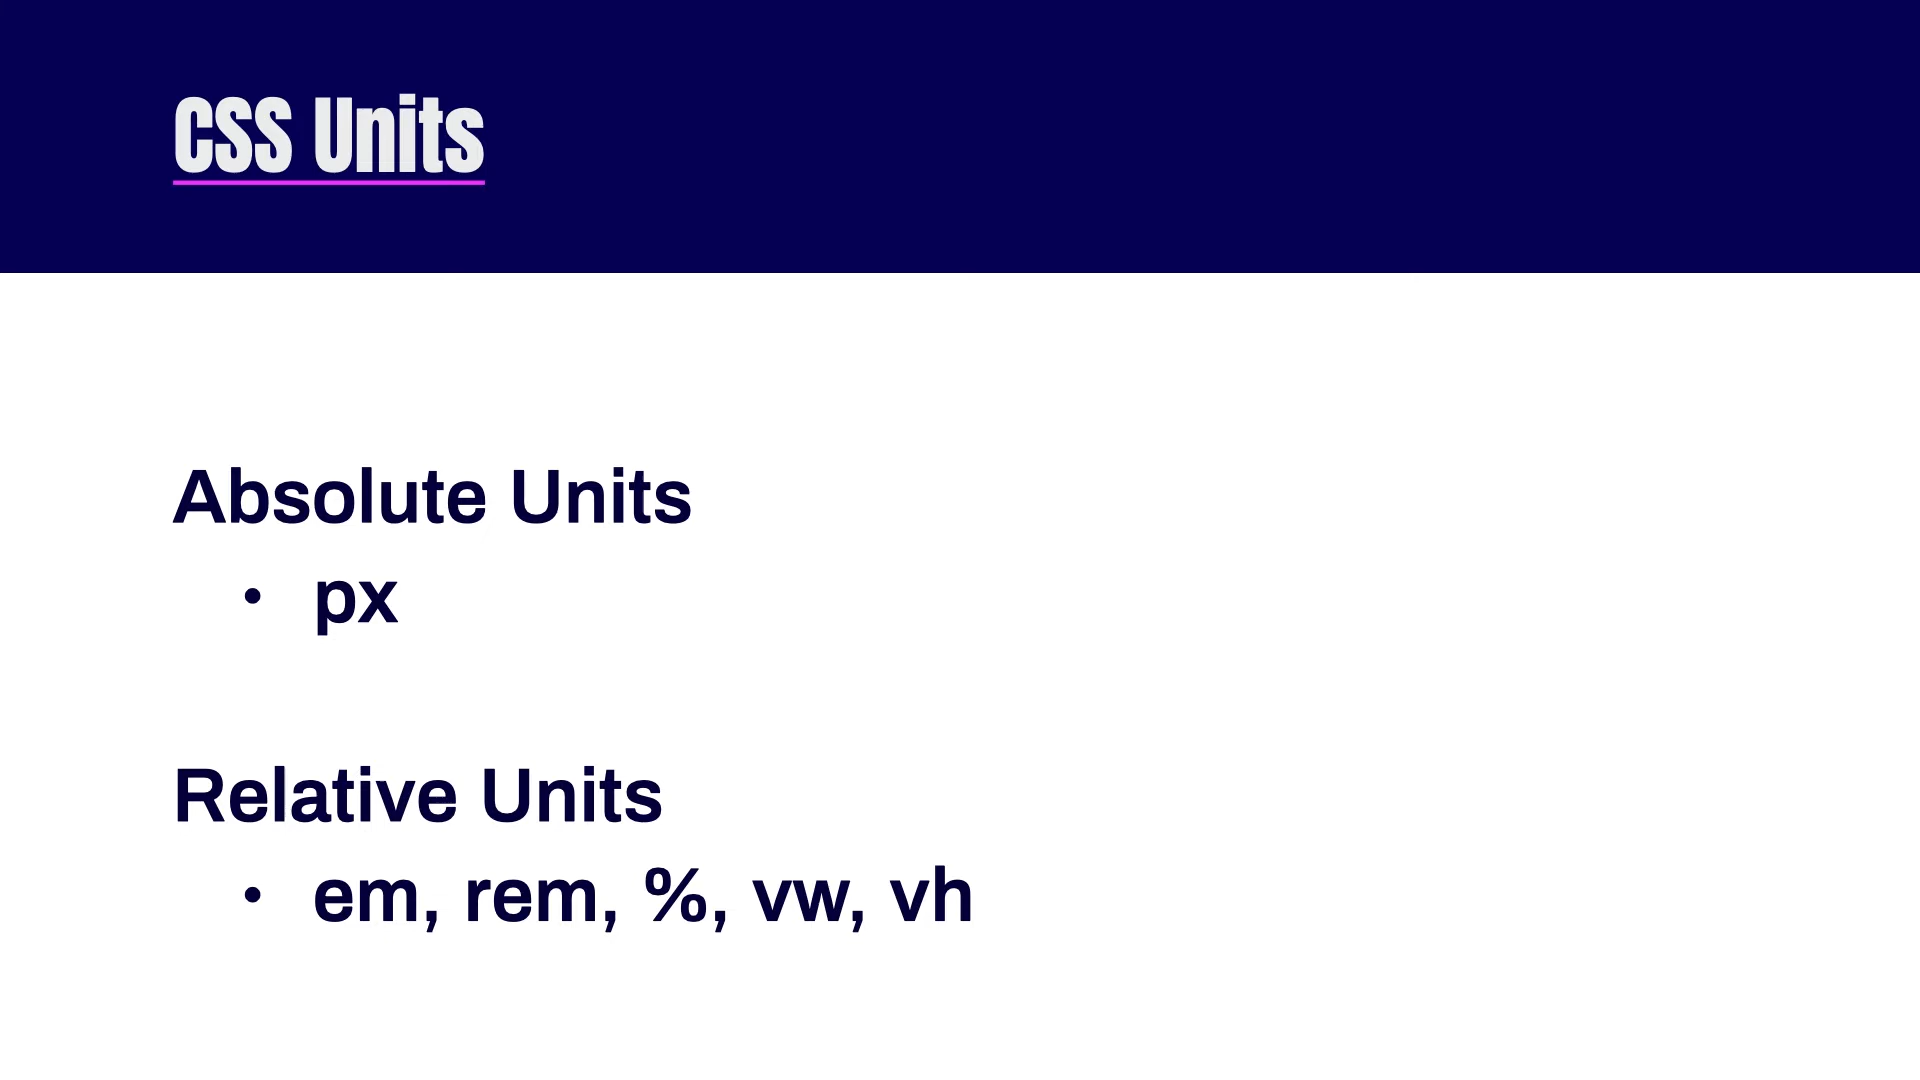 CSS Units
Absolute Units
• px
Relative Units
• em, rem, %, vw, vh